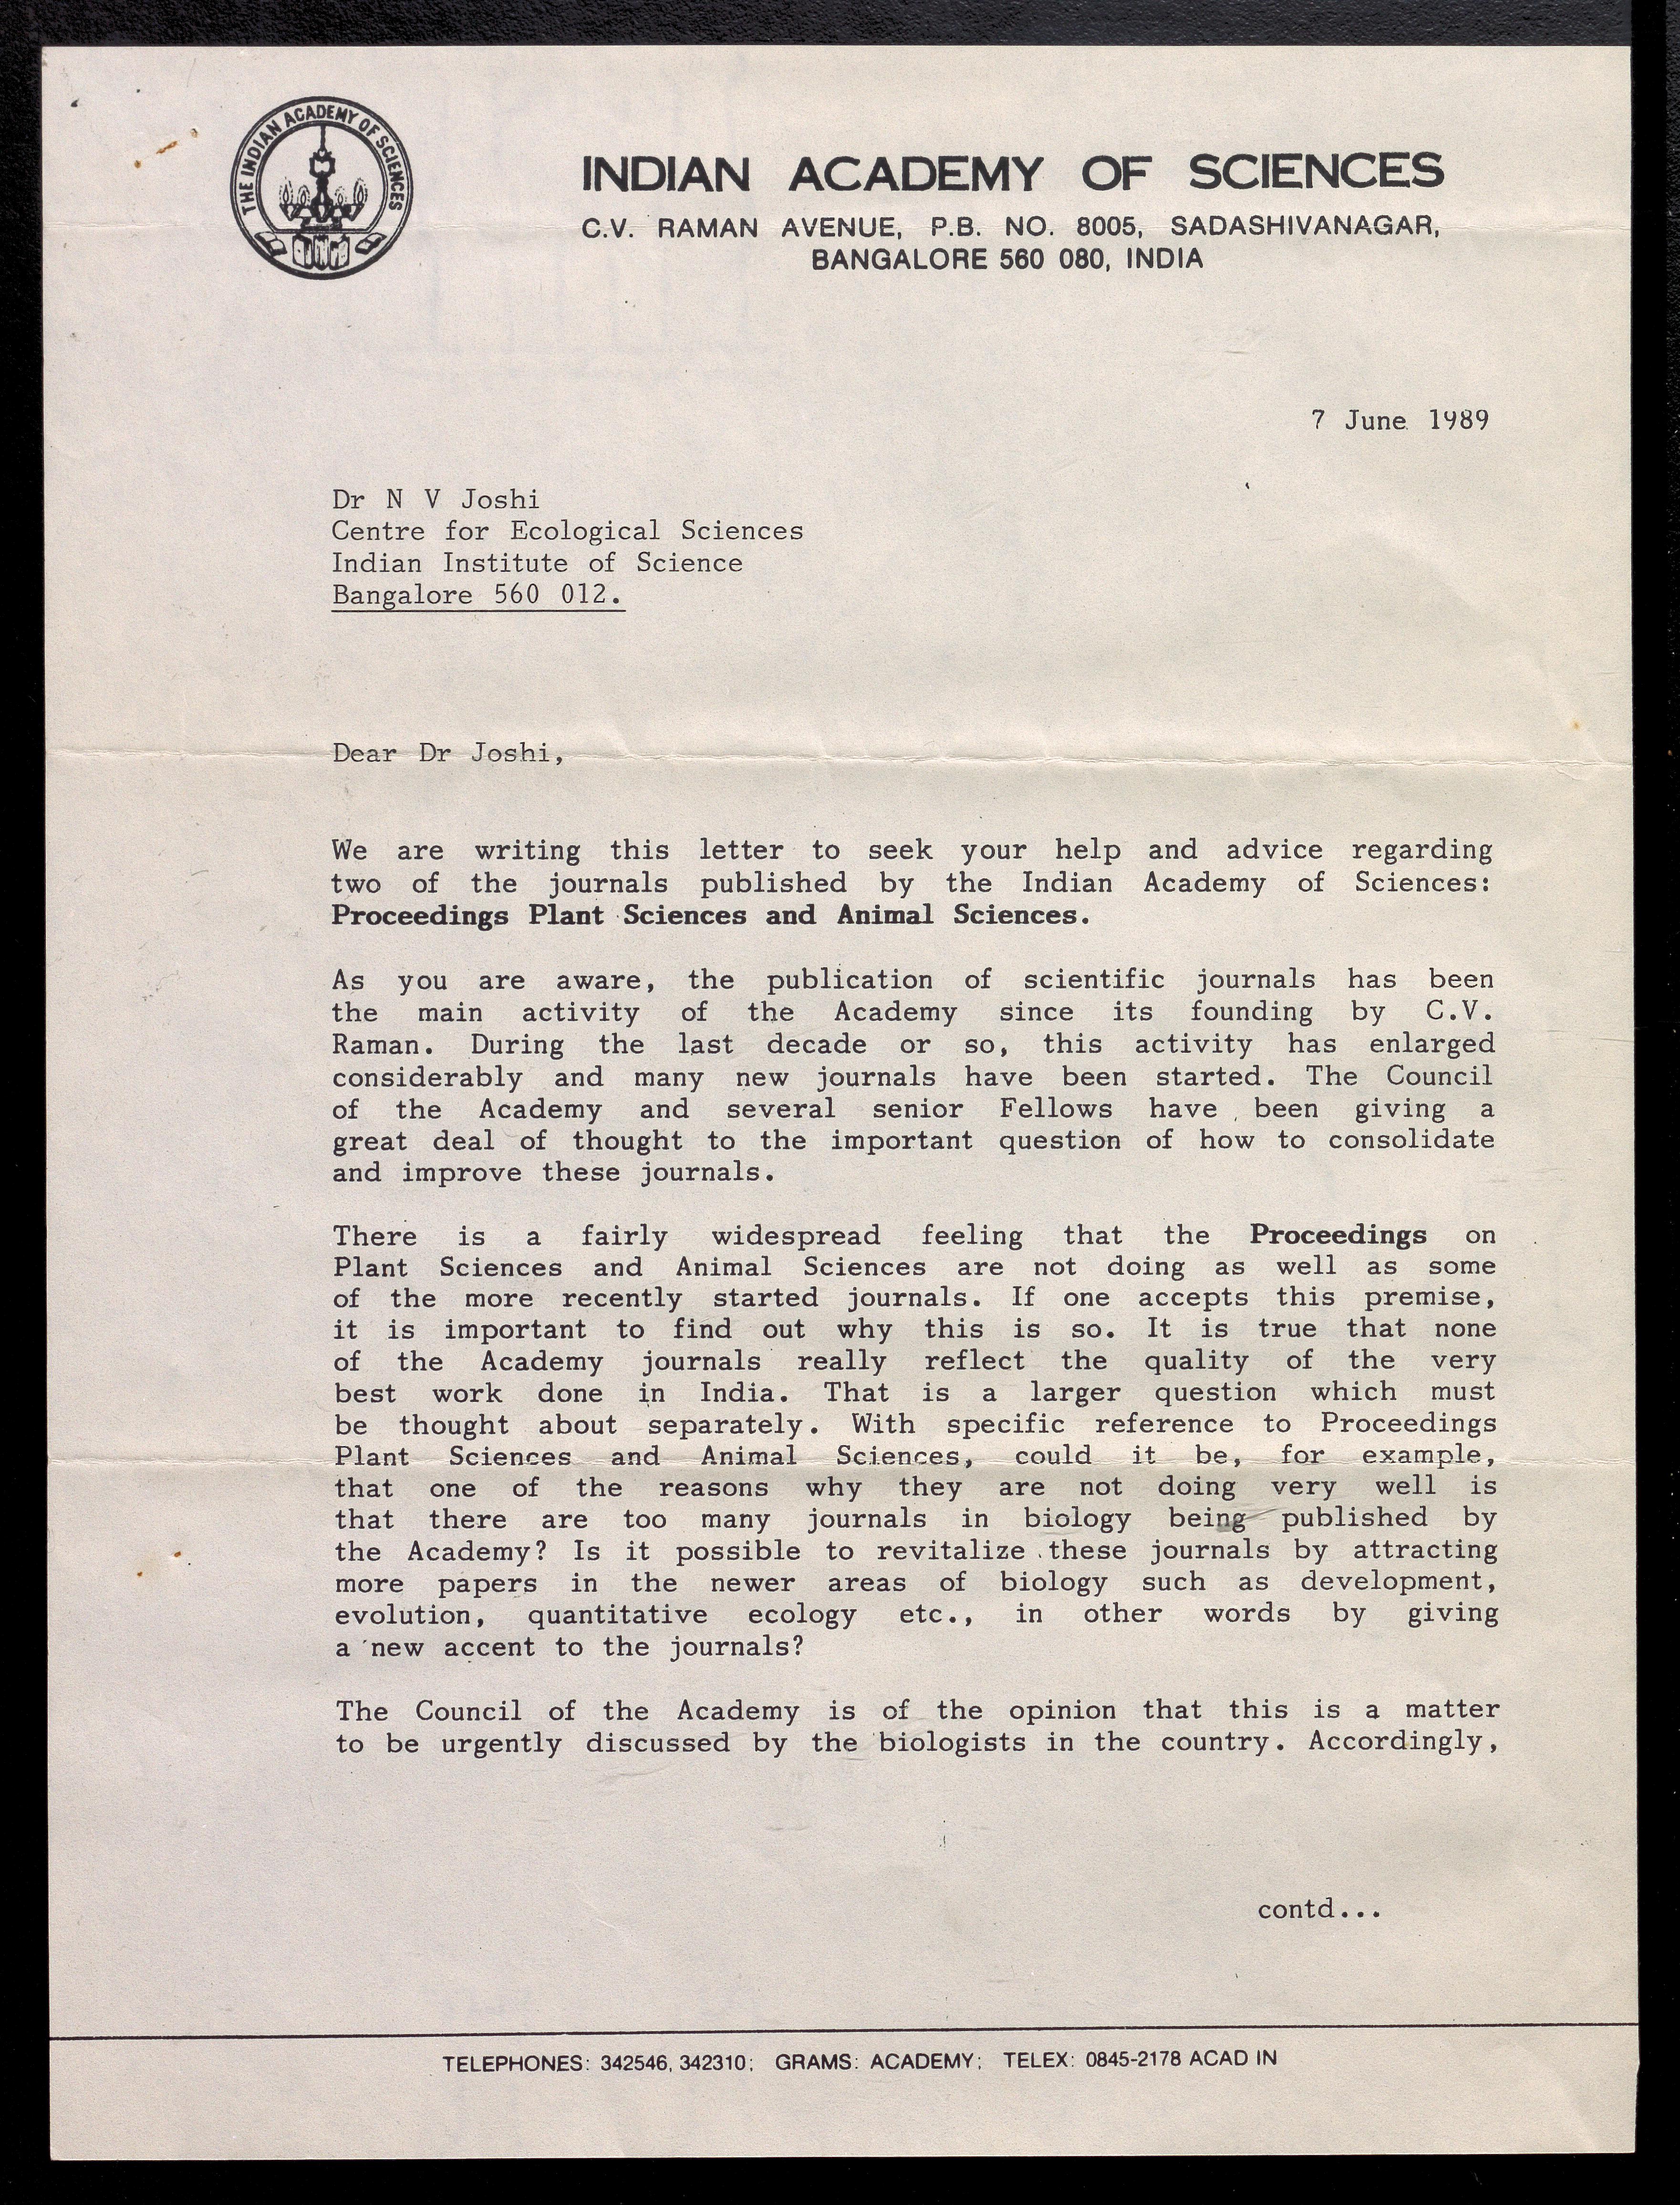 THE INDIAN ACADEMY OF SCIENCES
INDIAN ACADEMY OF SCIENCES
C.V. RAMAN AVENUE, P.B. NO. 8005, SADASHIVANAGAR,
BANGALORE 560 080, INDIA
7 June 1989
Dr N V Joshi
Centre for Ecological Sciences
Indian Institute of Science
Bangalore 560 012.
Dear Dr Joshi,
We are writing this letter to seek your help and advice regarding
two of the journals published by the Indian Academy of Sciences:
Proceedings Plant Sciences and Animal Sciences.
As you are aware, the publication of scientific journals has been
the main activity of the Academy since its founding by C.V.
Raman. During the last decade or so, this activity has enlarged
considerably and many new journals have been started. The Council
of the Academy and several senior Fellows have been giving a
great deal of thought to the important question of how to consolidate
and improve these journals.
There is a fairly widespread feeling that the Proceedings on
Plant Sciences and Animal Sciences are not doing as well as some
of the more recently started journals. If one accepts this premise,
it is important to find out why this is so. It is true that none
of the Academy journals really reflect the quality of the very
best work done in India. That is a larger question which must
be thought about separately. With specific reference to Proceedings
Plant Sciences and Animal Sciences, could it be, for example,
that one of the reasons why they are not doing very well is
that there are too many journals in biology being published by
the Academy? Is it possible to revitalize these journals by attracting
more papers in the newer areas of biology such as development,
evolution, quantitative ecology etc., in other words by giving
a new accent to the journals?
The Council of the Academy is of the opinion that this is a matter
to be urgently discussed by the biologists in the country. Accordingly,
contd...
TELEPHONES: 342546, 342310; GRAMS: ACADEMY; TELEX: 0845-2178 ACAD IN